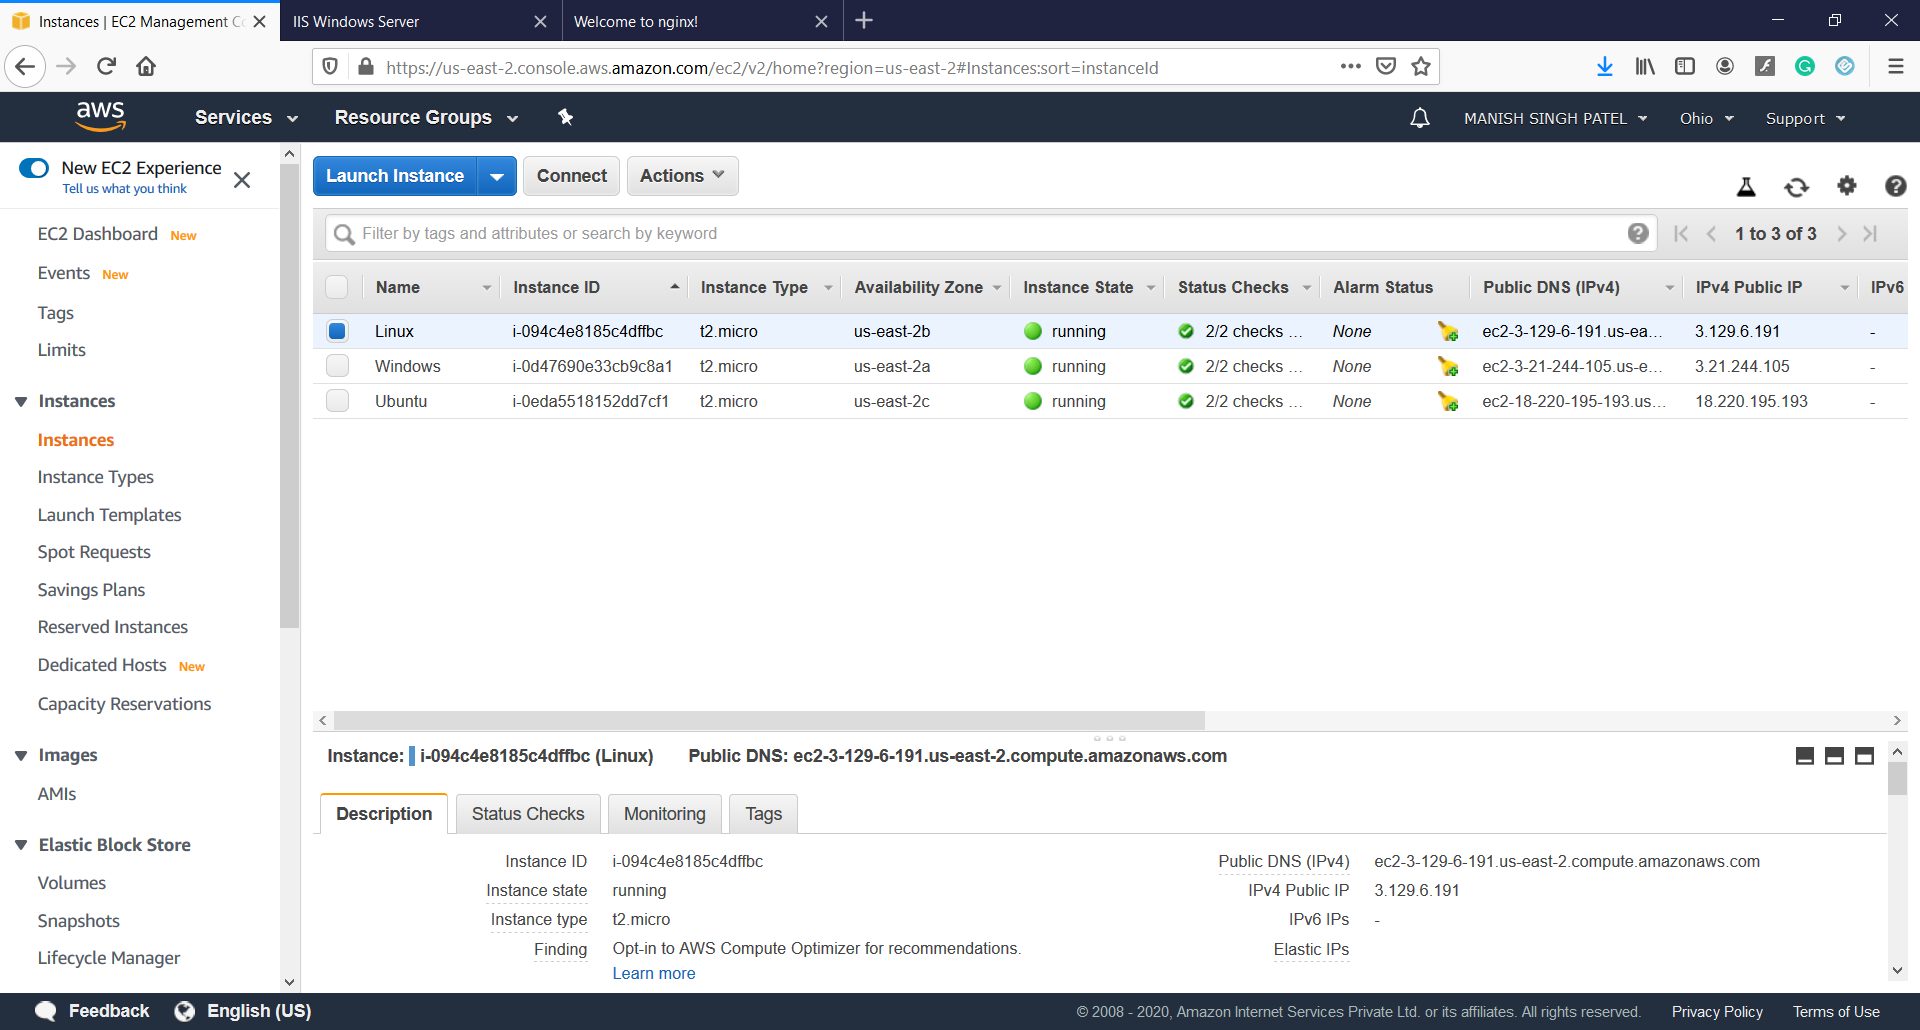 Instances | EC2 Management Co
IIS Windows Server
Welcome to nginx!
https://us-east-2.console.aws.amazon.com/ec2/v2/home?region=us-east-2#Instances:sort=instanceId
aws
Services
Resource Groups
MANISH SINGH PATEL
Ohio
Support
New EC2 Experience
Tell us what you think
EC2 Dashboard New
Events New
Tags
Limits
Instances
Instances
Instance Types
Launch Templates
Spot Requests
Savings Plans
Reserved Instances
Dedicated Hosts New
Capacity Reservations
Images
AMIs
Elastic Block Store
Volumes
Snapshots
Lifecycle Manager
Launch Instance Connect Actions
Filter by tags and attributes or search by keyword
1 to 3 of 3
Name Instance ID Instance Type Availability Zone Instance State Status Checks Alarm Status Public DNS (IPv4) IPv4 Public IP IPv6
Linux i-094c4e8185c4dffbc t2.micro us-east-2b running 2/2 checks ... None ec2-3-129-6-191.us-ea... 3.129.6.191 -
Windows i-0d47690e33cb9c8a1 t2.micro us-east-2a running 2/2 checks ... None ec2-3-21-244-105.us-e... 3.21.244.105 -
Ubuntu i-0eda5518152dd7cf1 t2.micro us-east-2c running 2/2 checks ... None ec2-18-220-195-193.us... 18.220.195.193 -
Instance: i-094c4e8185c4dffbc (Linux) Public DNS: ec2-3-129-6-191.us-east-2.compute.amazonaws.com
Description Status Checks Monitoring Tags
Instance ID i-094c4e8185c4dffbc
Public DNS (IPv4) ec2-3-129-6-191.us-east-2.compute.amazonaws.com
Instance state running
IPv4 Public IP 3.129.6.191
Instance type t2.micro
IPv6 IPs -
Finding Opt-in to AWS Compute Optimizer for recommendations.
Learn more
Elastic IPs
Feedback English (US)
© 2008 - 2020, Amazon Internet Services Private Ltd. or its affiliates. All rights reserved. Privacy Policy Terms of Use